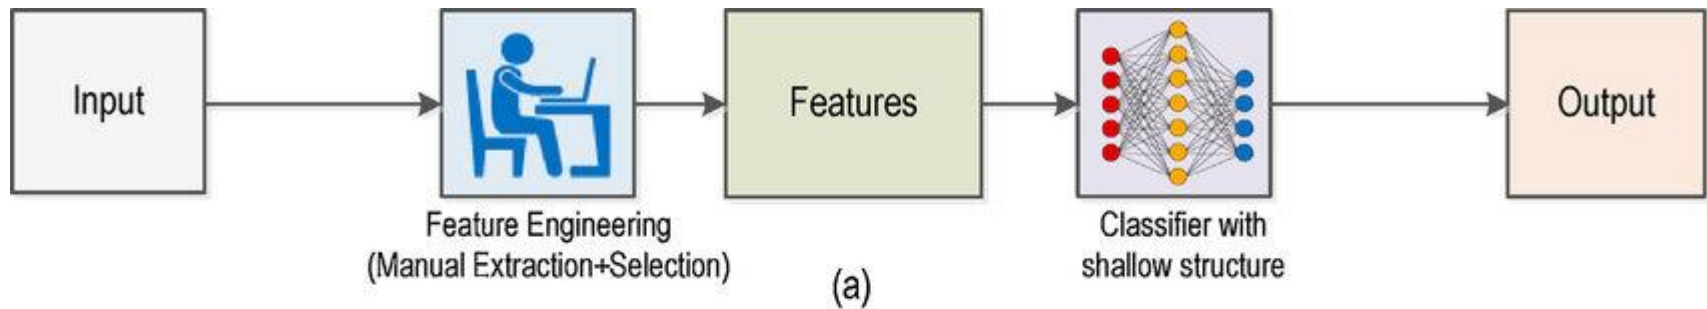 Input
Features
Output
Feature Engineering
(Manual Extraction+Selection)
Classifier with
shallow structure
(a)